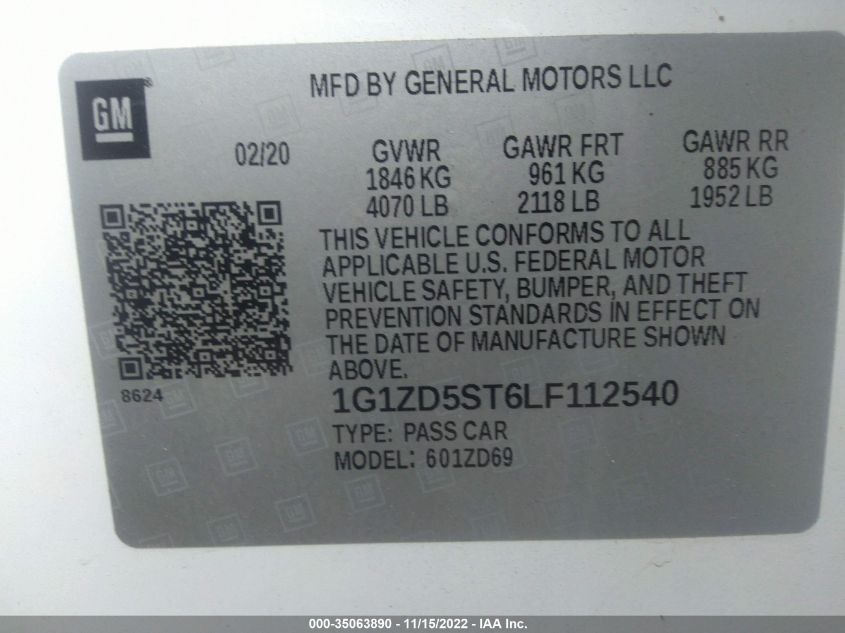 GM
®
MFD BY GENERAL MOTORS LLC
02/20
GVWR
1846 KG
4070 LB
GAWR FRT
961 KG
2118 LB
GAWR RR
885 KG
1952 LB
THIS VEHICLE CONFORMS TO ALL
APPLICABLE U.S. FEDERAL MOTOR
VEHICLE SAFETY, BUMPER, AND THEFT
PREVENTION STANDARDS IN EFFECT ON
THE DATE OF MANUFACTURE SHOWN
ABOVE.
8624
1G1ZD5ST6LF112540
TYPE: PASS CAR
MODEL: 601ZD69
000-35063890 - 11/15/2022 - IAA Inc.